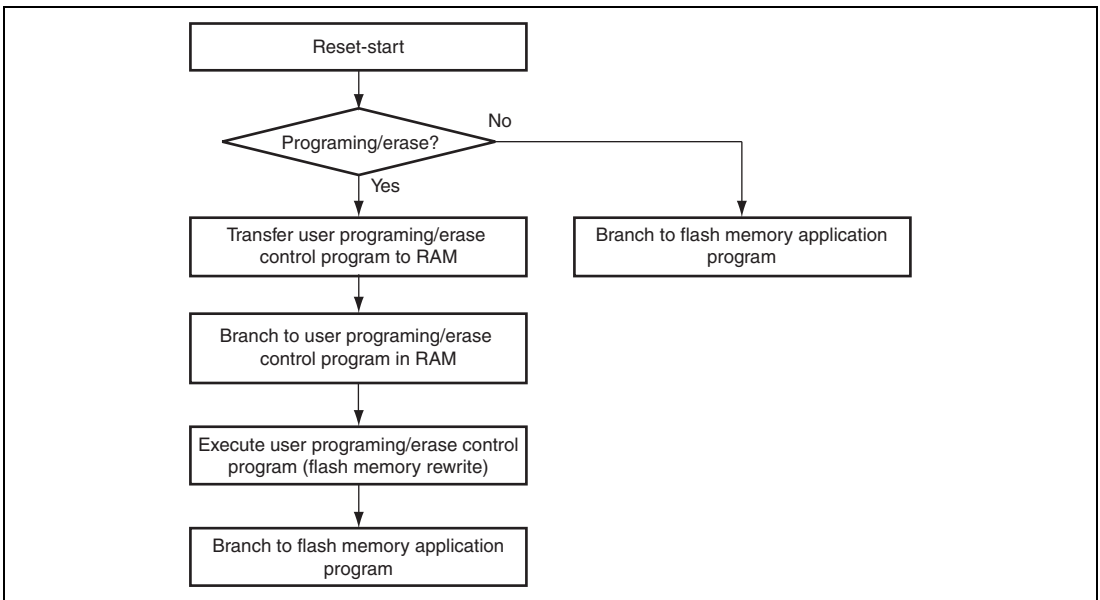 Reset-start
No
Programing/erase?
Yes
Transfer user programing/erase
control program to RAM
Branch to flash memory application
program
Branch to user programing/erase
control program in RAM
Execute user programing/erase control
program (flash memory rewrite)
Branch to flash memory application
program